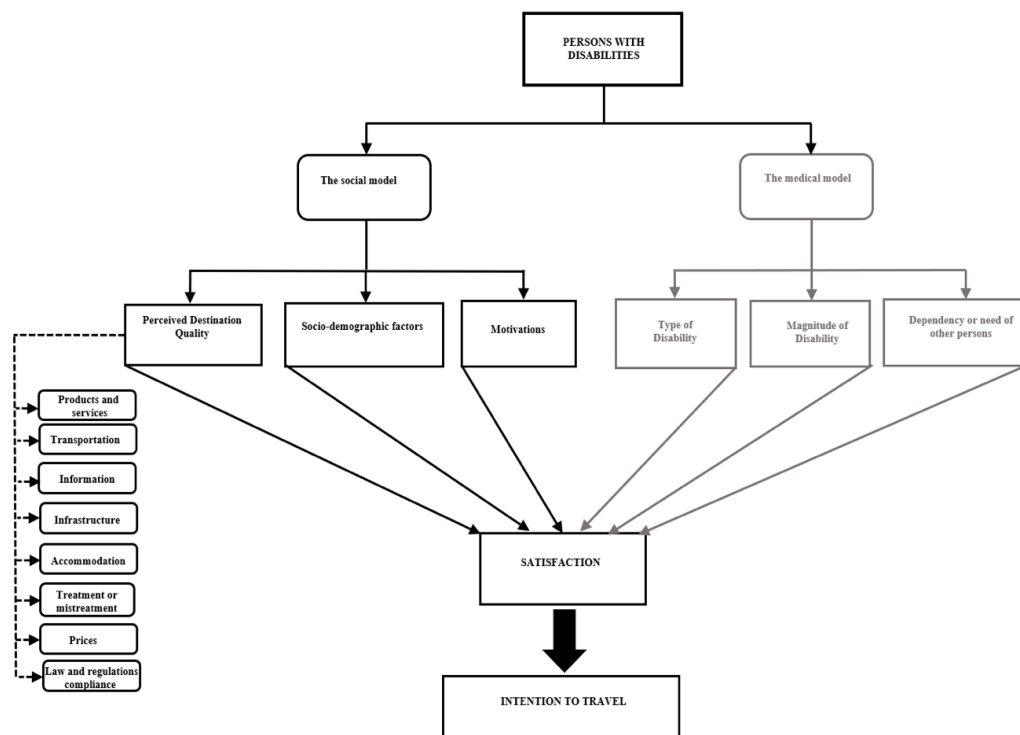 PERSONS WITH
DISABILITIES
The social model
The medical model
Perceived Destination
Quality
Socio-demographic factors
Motivations
Type of
Disability
Magnitude of
Disability
Dependency or need of
other persons
Products and
services
Transportation
Information
Infrastructure
Accommodation
Treatment or
mistreatment
Prices
Law and regulations
compliance
SATISFACTION
INTENTION TO TRAVEL